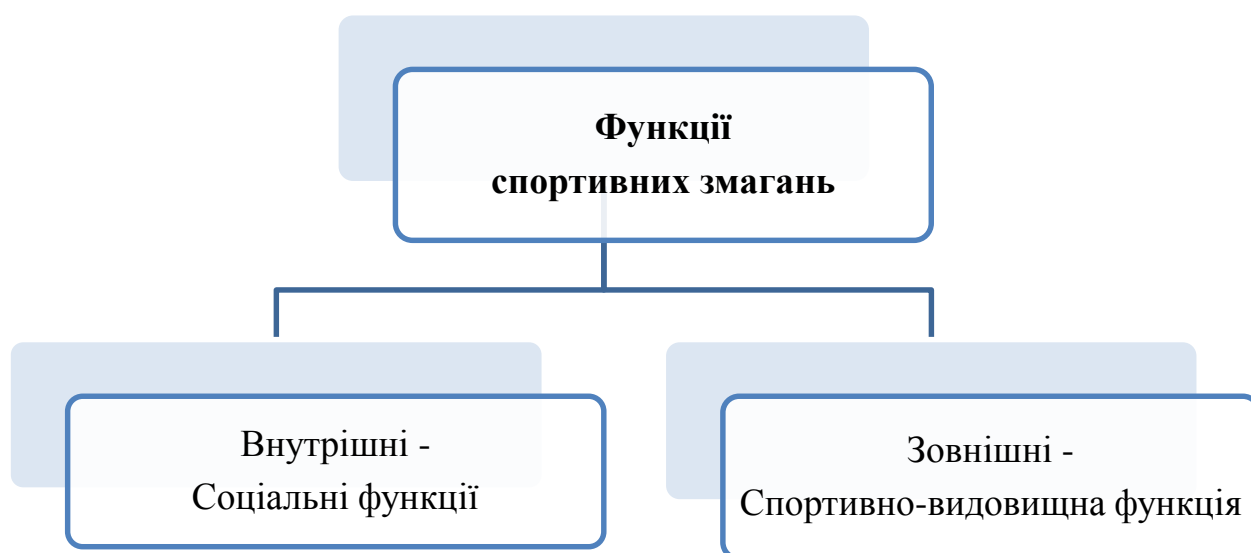 Функції
спортивних змагань
Внутрішні -
Соціальні функції
Зовнішні -
Спортивно-видовищна функція